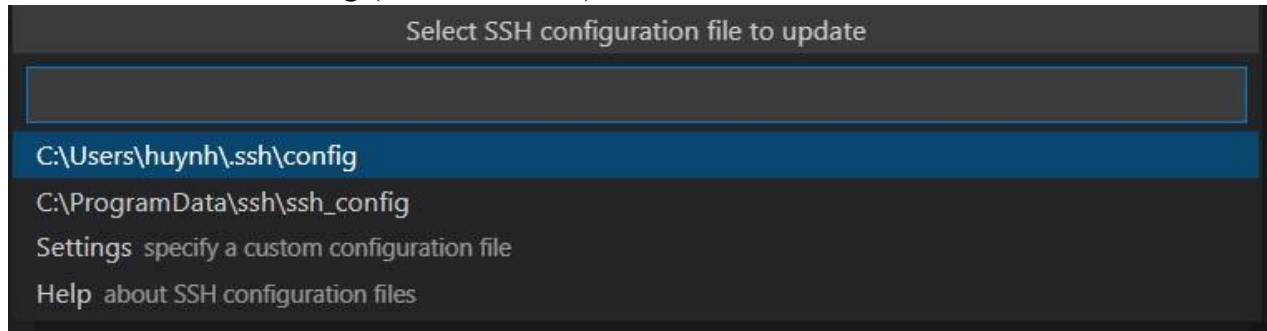 Select SSH configuration file to update
C:\Users\huynh\.ssh\config
C:\ProgramData\ssh\ssh_config
Settings specify a custom configuration file
Help about SSH configuration files